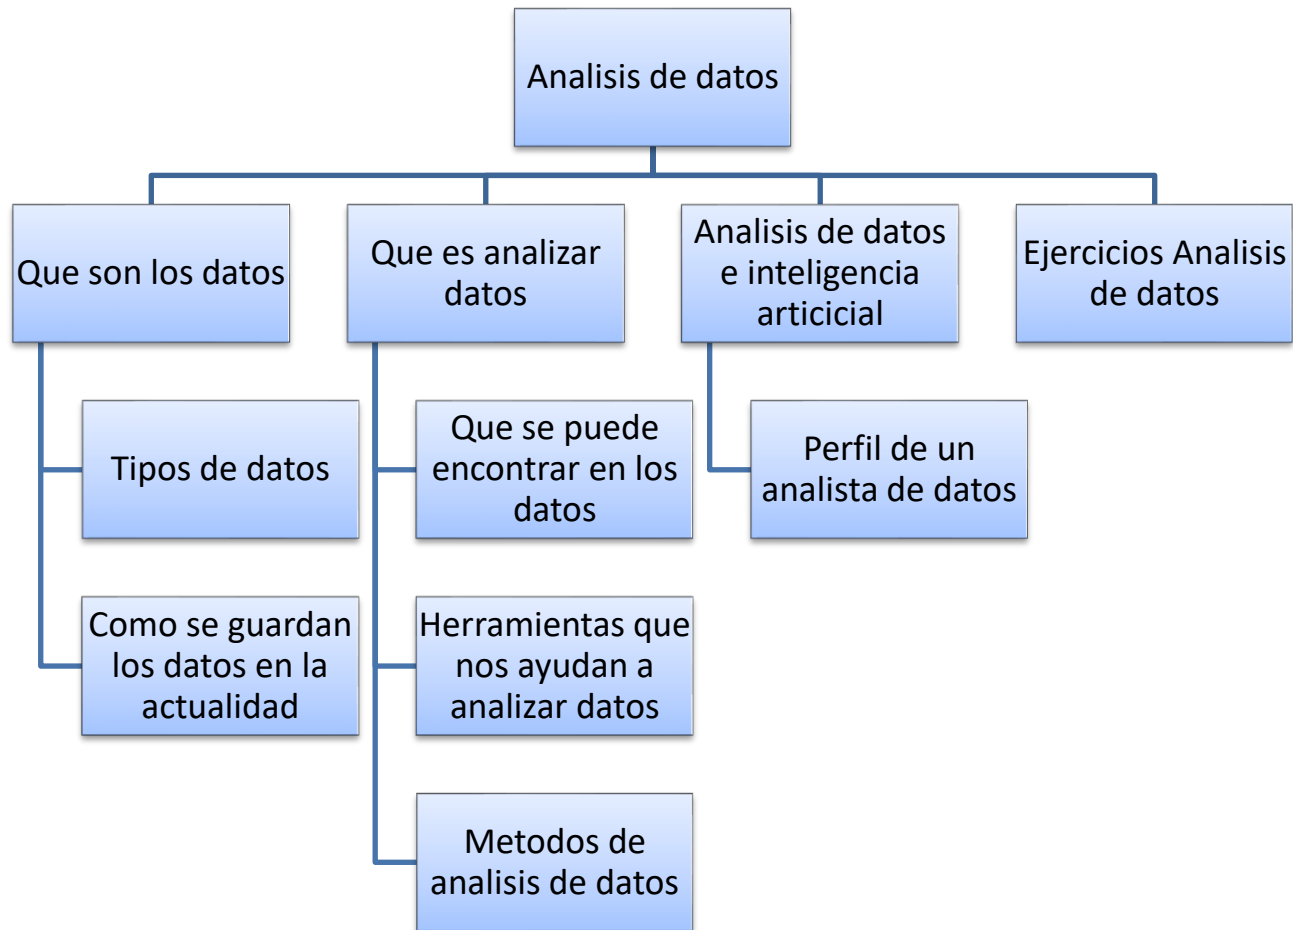 Analisis de datos
Que son los datos
Que es analizar
datos
Analisis de datos
e inteligencia
articicial
Ejercicios Analisis
de datos
Tipos de datos
Que se puede
encontrar en los
datos
Perfil de un
analista de datos
Como se guardan
los datos en la
actualidad
Herramientas que
nos ayudan a
analizar datos
Metodos de
analisis de datos